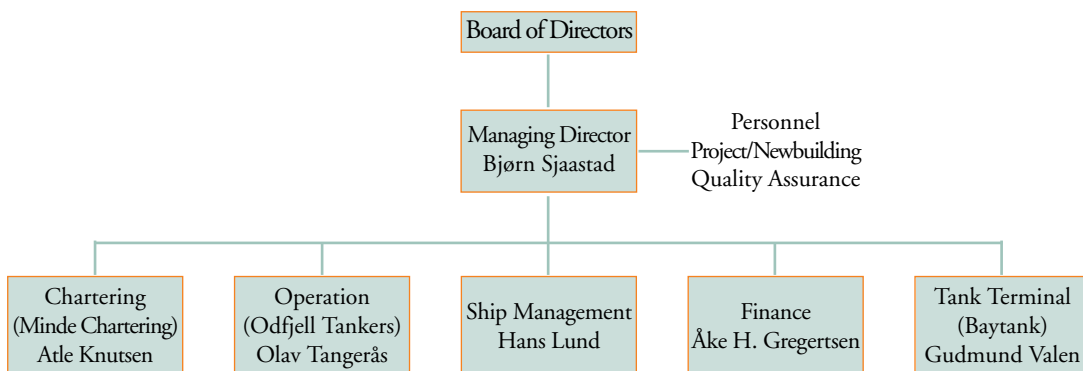 Board of Directors
Managing Director
Bjørn Sjaastad
Personnel
Project/Newbuilding
Quality Assurance
Chartering
(Minde Chartering)
Atle Knutsen
Operation
(Odfjell Tankers)
Olav Tangerås
Ship Management
Hans Lund
Finance
Åke H. Gregertsen
Tank Terminal
(Baytank)
Gudmund Valen